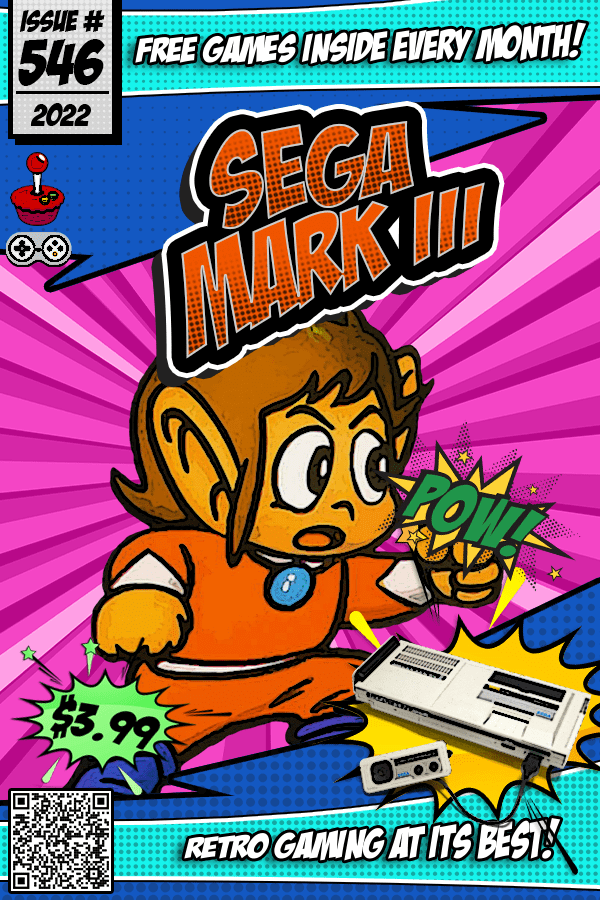 ISSUE #
546
2022
FREE GAMES INSIDE EVERY MONTH!
SEGA
MARK III
POW!
$3.99
RETRO GAMING AT ITS BEST!